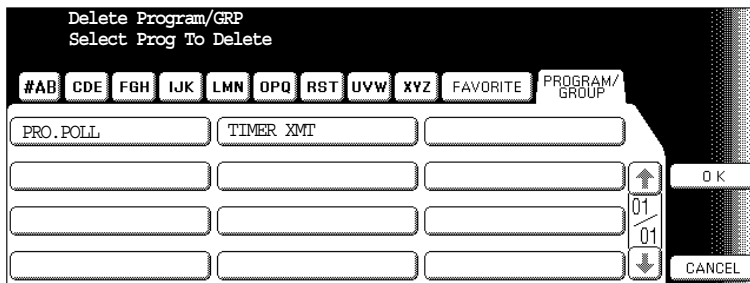 Delete Program/GRP
Select Prog To Delete
#AB CDE FGH IJK LMN OPQ RST UVW XYZ FAVORITE PROGRAM/
GROUP
PRO.POLL TIMER XMT
OK
01
01
CANCEL